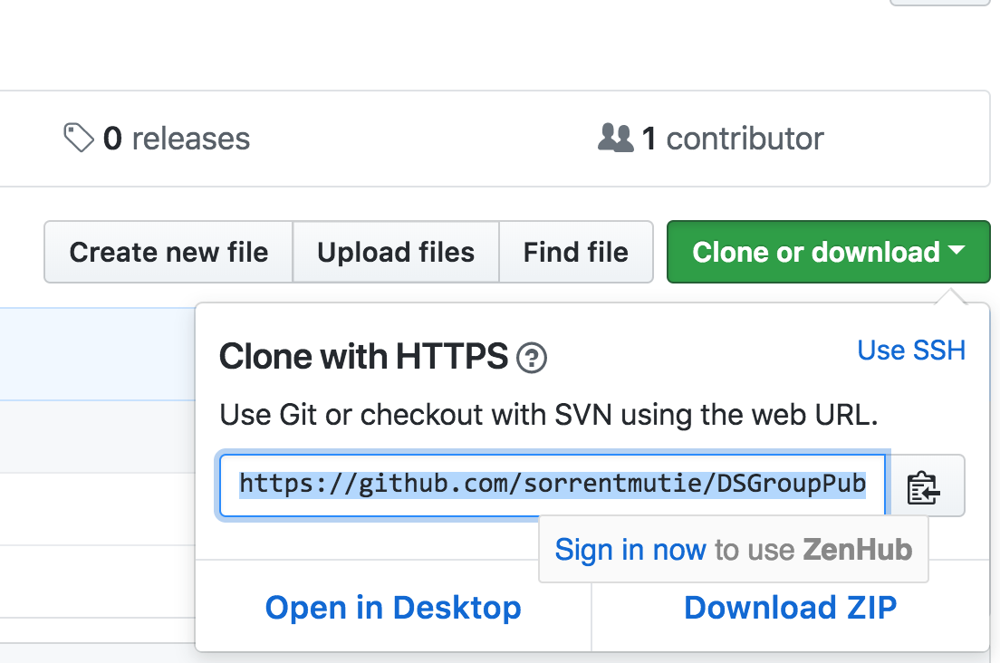 0 releases
1 contributor
Create new file
Upload files
Find file
Clone or download
Clone with HTTPS ?
Use SSH
Use Git or checkout with SVN using the web URL.
https://github.com/sorrentmutie/DSGroupPub
Sign in now to use ZenHub
Open in Desktop
Download ZIP